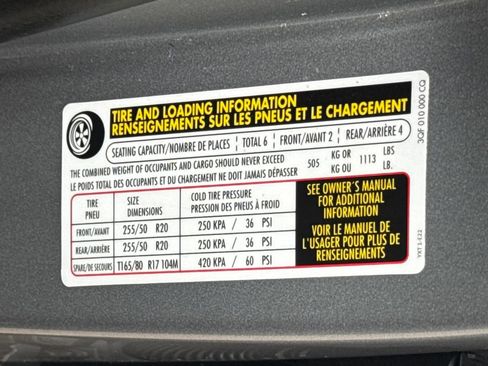 TIRE AND LOADING INFORMATION
RENSEIGNEMENTS SUR LES PNEUS ET LE CHARGEMENT
SEATING CAPACITY/NOMBRE DE PLACES | TOTAL 6 | FRONT/AVANT 2 | REAR/ARRIÈRE 4
THE COMBINED WEIGHT OF OCCUPANTS AND CARGO SHOULD NEVER EXCEED
LE POIDS TOTAL DES OCCUPANTS ET DU CHARGEMENT NE DOIT JAMAIS DÉPASSER
505 KG OR 1113 LBS
KG OU LB.
TIRE SIZE COLD TIRE PRESSURE
PNEU DIMENSIONS PRESSION DES PNEUS À FROID
FRONT/AVANT 255/50 R20 250 KPA / 36 PSI
REAR/ARRIÈRE 255/50 R20 250 KPA / 36 PSI
SPARE/DE SECOURS T165/80 R17 104M 420 KPA / 60 PSI
SEE OWNER'S MANUAL
FOR ADDITIONAL
INFORMATION
VOIR LE MANUEL DE
L'USAGER POUR PLUS DE
RENSEIGNEMENTS
3QF 010 000 CQ